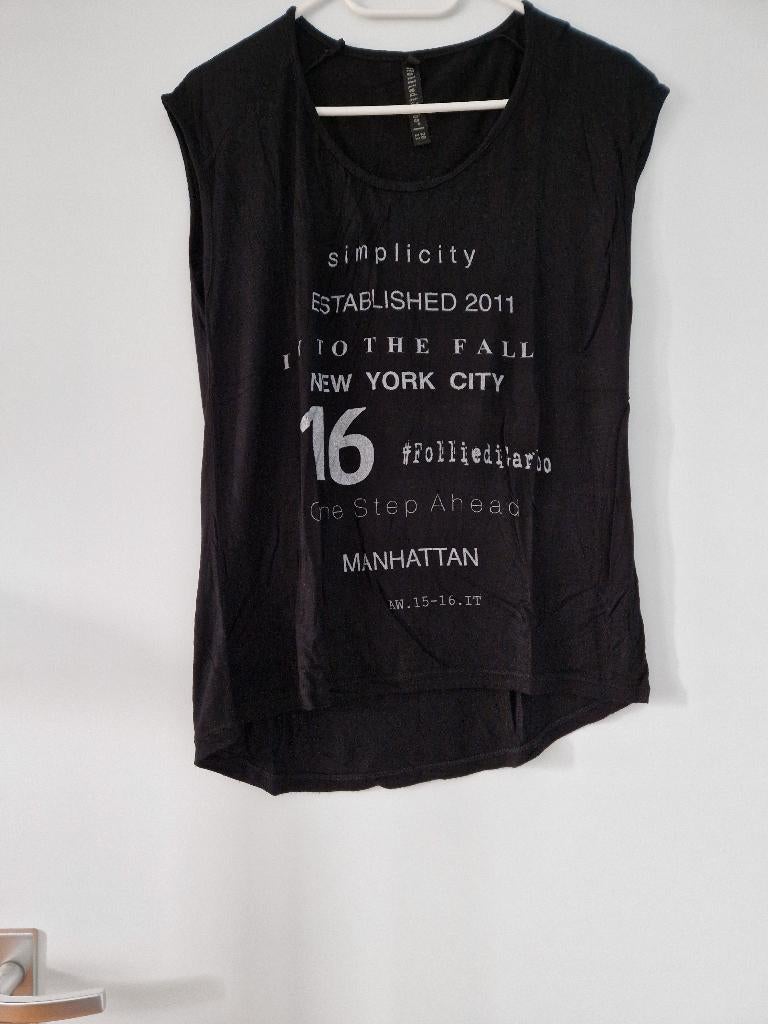 simplicity
ESTABLISHED 2011
TO THE FALL
NEW YORK CITY
16 #FolliediGarbo
One Step Ahead
MANHATTAN
AW.15-16.IT